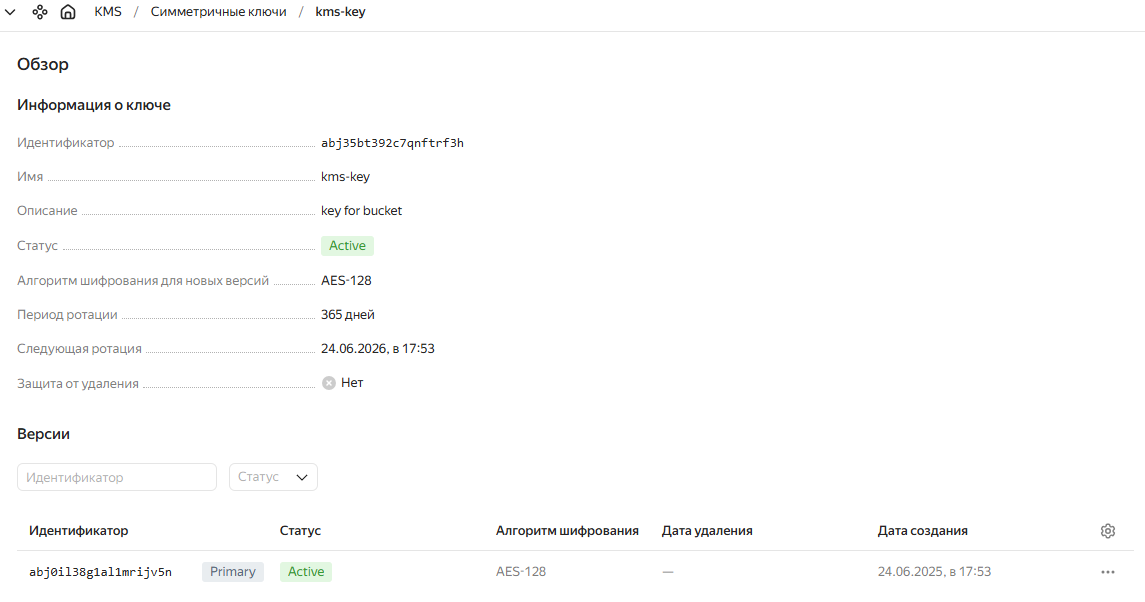 KMS / Симметричные ключи / kms-key
Обзор
Информация о ключе
Идентификатор abj35bt392c7qnftrf3h
Имя kms-key
Описание key for bucket
Статус Active
Алгоритм шифрования для новых версий AES-128
Период ротации 365 дней
Следующая ротация 24.06.2026, в 17:53
Защита от удаления Нет
Версии
Идентификатор Статус
Идентификатор Статус Алгоритм шифрования Дата удаления Дата создания
abj0il38g1al1mrijv5n Primary Active AES-128 — 24.06.2025, в 17:53